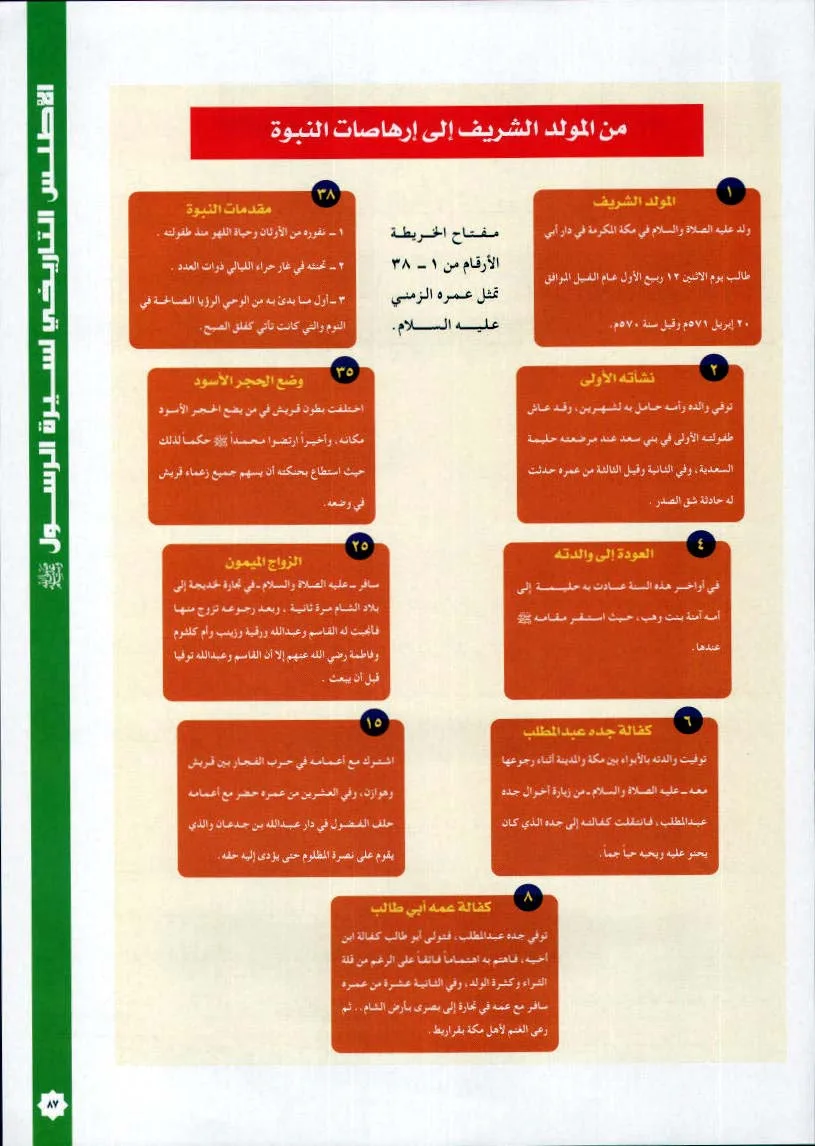 من المولد الشريف إلى إرهاصات النبوة
١
المولد الشريف
ولد عليه الصلاة والسلام في مكة المكرمة في دار أبي
طالب يوم الاثنين ١٢ ربيع الأول عام الفيل الموافق
٢٠ إبريل ٥٧١م وقيل سنة ٥٧٠م.
مفتاح الخريطة
الأرقام من ١ – ٣٨
تمثل عمره الزمني
عليه السلام.
٣٨
مقدمات النبوة
١ – نفوره من الأوثان وحياة اللهو منذ طفولته .
٢ – تحنثه في غار حراء الليالي ذوات العدد .
٣ – أول ما بدئ به من الوحي الرؤيا الصالحة في
النوم والتي كانت تأتي كفلق الصبح.
٢
نشأته الأولى
توفي والده وأمه حامل به لشهرين، وقد عاش
طفولته الأولى في بني سعد عند مرضعته حليمة
السعدية، وفي الثانية وقيل الثالثة من عمره حدثت
له حادثة شق الصدر .
٣٥
وضع الحجر الأسود
اختلفت بطون قريش في من يضع الحجر الأسود
مكانه، وأخيراً ارتضوا محمداً ﷺ حكماً لذلك
حيث استطاع بحنكته أن يسهم جميع زعماء قريش
في وضعه.
٤
العودة إلى والدته
في أواخر هذه السنة عادت به حليمة إلى
أمه آمنة بنت وهب، حيث استقر مقامه ﷺ
عندها.
٢٥
الزواج الميمون
سافر – عليه الصلاة والسلام – في تجارة لخديجة إلى
بلاد الشام مرة ثانية ، وبعد رجوعه تزوج منها
فأنجبت له القاسم وعبدالله ورقية وزينب وأم كلثوم
وفاطمة رضي الله عنهم إلا أن القاسم وعبدالله توفيا
قبل أن يبعث .
٦
كفالة جده عبدالمطلب
توفيت والدته بالأبواء بين مكة والمدينة أثناء رجوعها
معه – عليه الصلاة والسلام – من زيارة أخوال جده
عبدالمطلب، فانتقلت كفالته إلى جده الذي كان
يحنو عليه ويحبه حباً جماً.
١٥
اشترك مع أعمامه في حرب الفجار بين قريش
وهوازن، وفي العشرين من عمره حضر مع أعمامه
حلف الفضول في دار عبدالله بن جدعان والذي
يقوم على نصرة المظلوم حتى يؤدى إليه حقه.
٨
كفالة عمه أبي طالب
توفي جده عبدالمطلب، فتولى أبو طالب كفالة ابن
أخيه، فاهتم به اهتماماً فائقاً على الرغم من قلة
الثراء وكثرة الولد، وفي الثانية عشرة من عمره
سافر مع عمه في تجارة إلى بصرى بأرض الشام.. ثم
رعى الغنم لأهل مكة بقراريط .
الأطلس التاريخي لسيرة الرسول ﷺ
٨٧